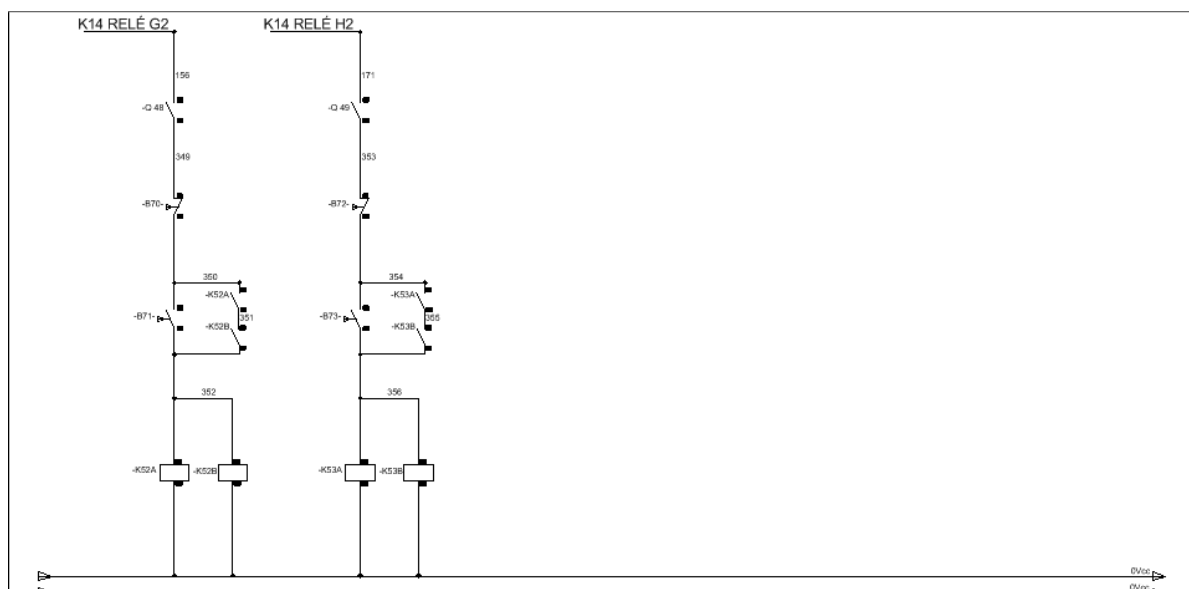 K14 RELÉ G2
K14 RELÉ H2
156
171
-Q 48
-Q 49
349
353
-B70-
-B72-
350
354
-K52A
-K53A
-B71-
351
-B73-
355
-K52B
-K53B
352
356
-K52A
-K52B
-K53A
-K53B
0Vcc
0Vcc -